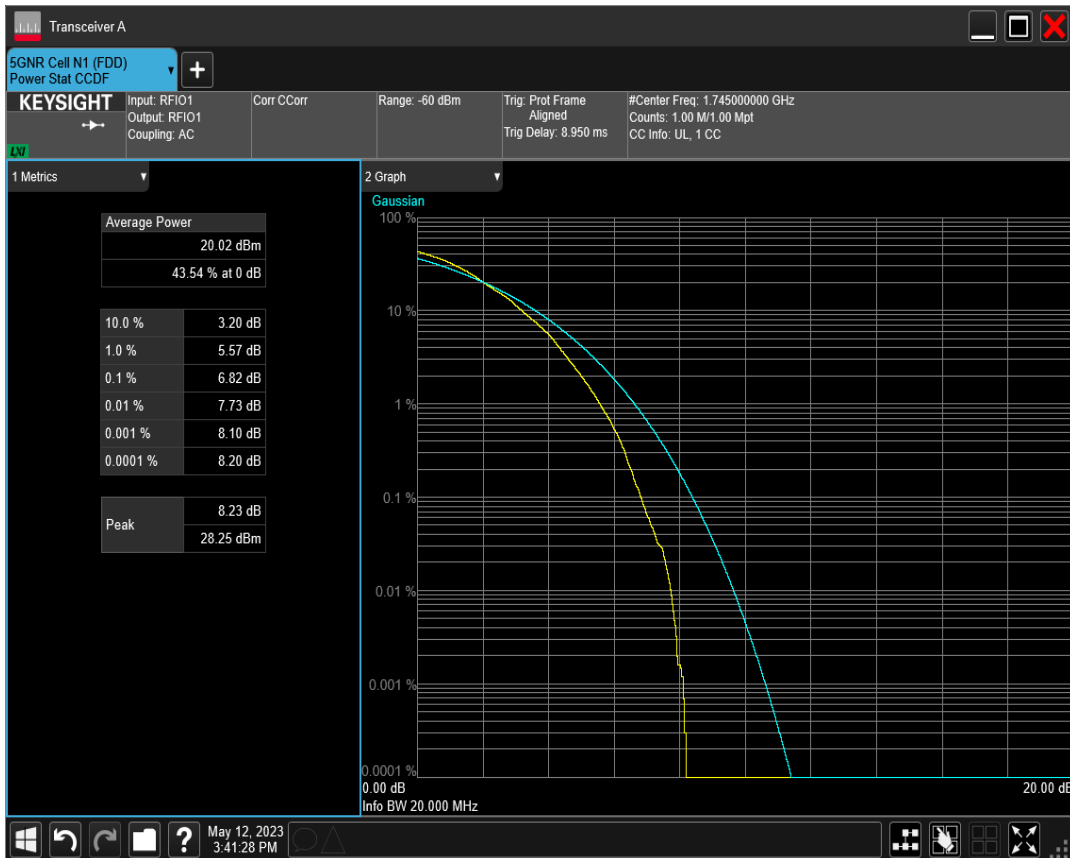 Transceiver A
5GNR Cell N1 (FDD)
Power Stat CCDF
+
KEYSIGHT
LXI
Input: RFIO1
Output: RFIO1
Coupling: AC
Corr CCorr
Range: -60 dBm
Trig: Prot Frame
Aligned
Trig Delay: 8.950 ms
#Center Freq: 1.745000000 GHz
Counts: 1.00 M/1.00 Mpt
CC Info: UL, 1 CC
1 Metrics
Average Power
20.02 dBm
43.54 % at 0 dB
10.0 % 3.20 dB
1.0 % 5.57 dB
0.1 % 6.82 dB
0.01 % 7.73 dB
0.001 % 8.10 dB
0.0001 % 8.20 dB
Peak
8.23 dB
28.25 dBm
2 Graph
Gaussian
100 %
10 %
1 %
0.1 %
0.01 %
0.001 %
0.0001 %
0.00 dB
20.00 dB
Info BW 20.000 MHz
?
May 12, 2023
3:41:28 PM